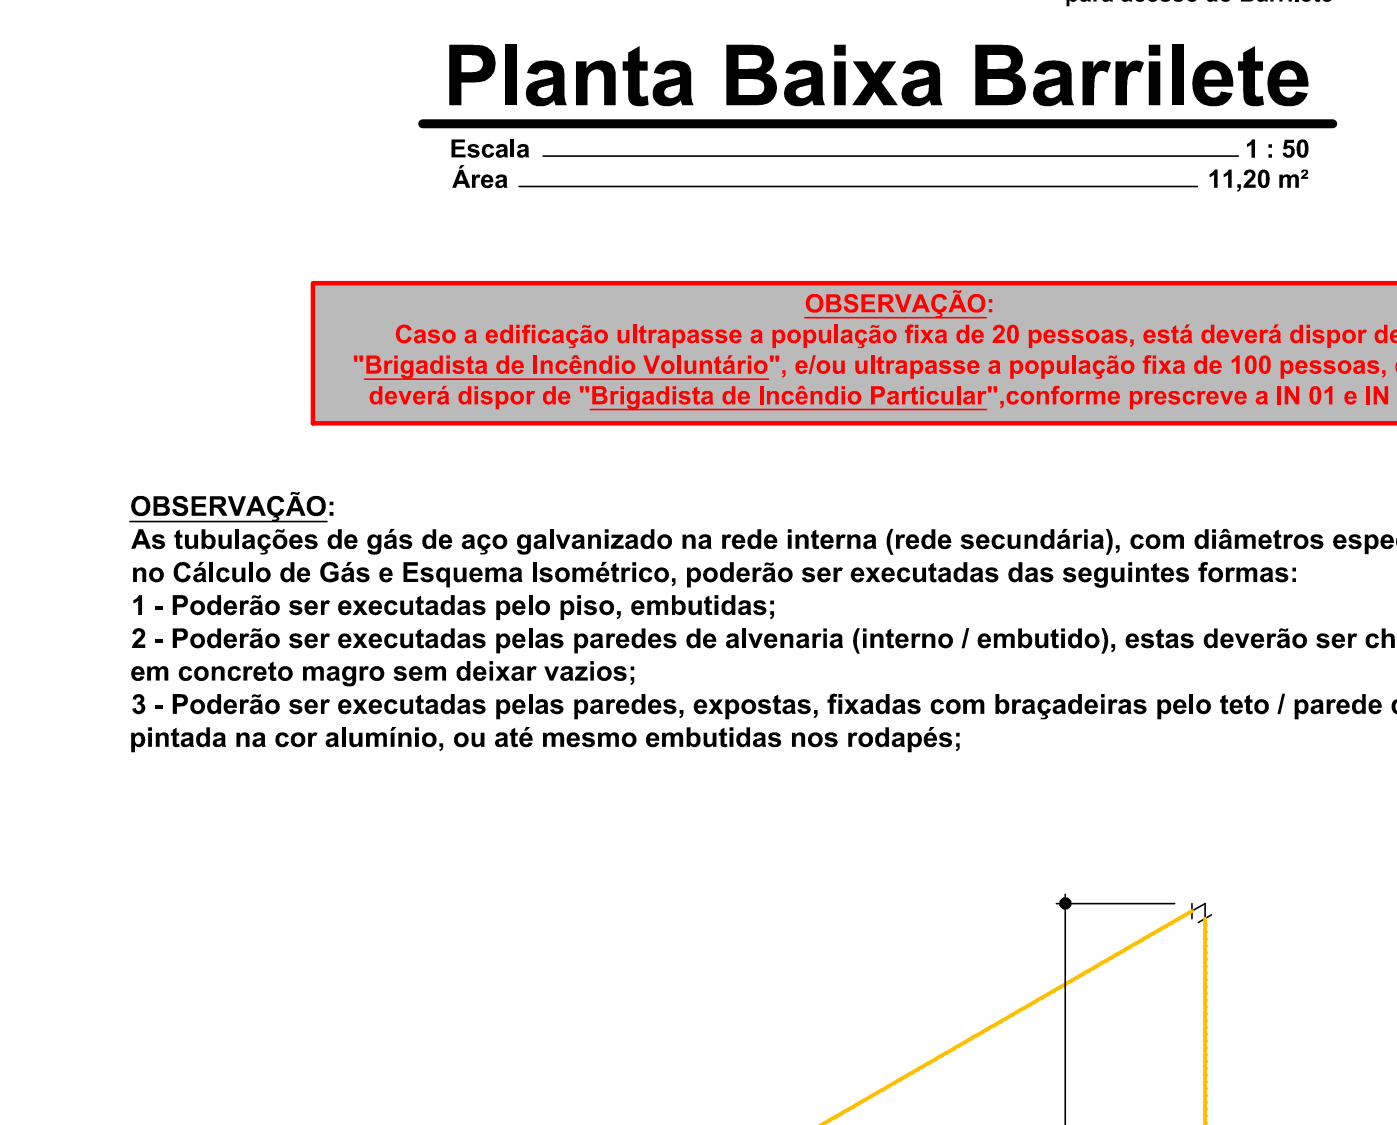 para acesso ao Barrilete
Planta Baixa Barrilete
Escala 1 : 50
Área 11,20 m²
OBSERVAÇÃO:
Caso a edificação ultrapasse a população fixa de 20 pessoas, está deverá dispor de
"Brigadista de Incêndio Voluntário", e/ou ultrapasse a população fixa de 100 pessoas,
deverá dispor de "Brigadista de Incêndio Particular",conforme prescreve a IN 01 e IN
OBSERVAÇÃO:
As tubulações de gás de aço galvanizado na rede interna (rede secundária), com diâmetros
no Cálculo de Gás e Esquema Isométrico, poderão ser executadas das seguintes formas:
1 - Poderão ser executadas pelo piso, embutidas;
2 - Poderão ser executadas pelas paredes de alvenaria (interno / embutido), estas deverão ser
em concreto magro sem deixar vazios;
3 - Poderão ser executadas pelas paredes, expostas, fixadas com braçadeiras pelo teto / parede
pintada na cor alumínio, ou até mesmo embutidas nos rodapés;